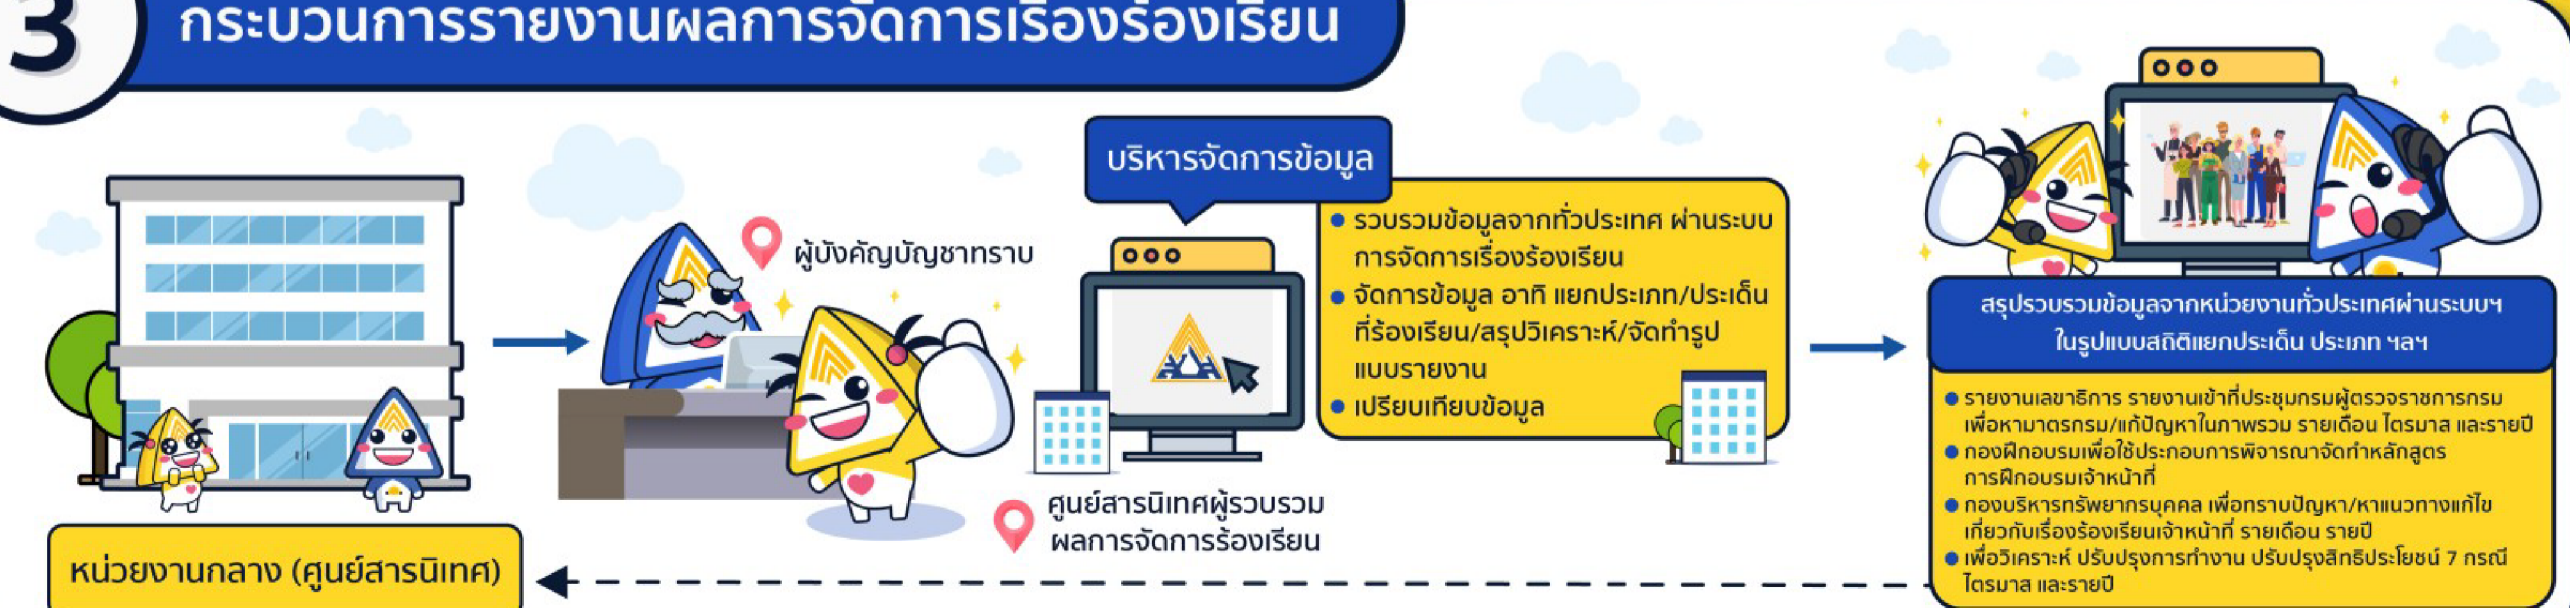 3
กระบวนการรายงานผลการจัดการเรื่องร้องเรียน
บริหารจัดการข้อมูล
ผู้บังคัญบัญชาทราบ
รวบรวมข้อมูลจากทั่วประเทศ ผ่านระบบ
การจัดการเรื่องร้องเรียน
จัดการข้อมูล อาทิ แยกประเภท/ประเด็น
ที่ร้องเรียน/สรุปวิเคราะห์/จัดทำรูป
แบบรายงาน
เปรียบเทียบข้อมูล
ศูนย์สารนิเทศผู้รวบรวม
ผลการจัดการร้องเรียน
หน่วยงานกลาง (ศูนย์สารนิเทศ)
สรุปรวบรวมข้อมูลจากหน่วยงานทั่วประเทศผ่านระบบฯ
ในรูปแบบสถิติแยกประเด็น ประเภท ฯลฯ
รายงานเลขาธิการ รายงานเข้าที่ประชุมกรมผู้ตรวจราชการกรม
เพื่อหามาตรกรม/แก้ปัญหาในภาพรวม รายเดือน ไตรมาส และรายปี
กองฝึกอบรมเพื่อใช้ประกอบการพิจารณาจัดทำหลักสูตร
การฝึกอบรมเจ้าหน้าที่
กองบริหารทรัพยากรบุคคล เพื่อทราบปัญหา/หาแนวทางแก้ไข
เกี่ยวกับเรื่องร้องเรียนเจ้าหน้าที่ รายเดือน รายปี
เพื่อวิเคราะห์ ปรับปรุงการทำงาน ปรับปรุงสิทธิประโยชน์ 7 กรณี
ไตรมาส และรายปี